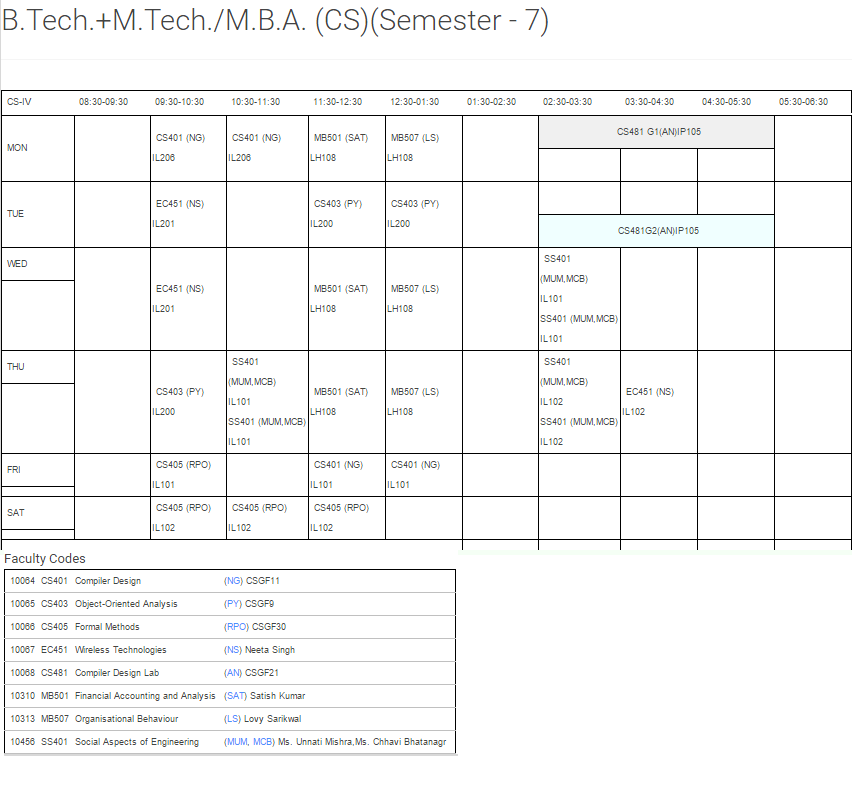 B.Tech.+M.Tech./M.B.A. (CS)(Semester - 7)
CS-IV 08:30-09:30 09:30-10:30 10:30-11:30 11:30-12:30 12:30-01:30 01:30-02:30 02:30-03:30 03:30-04:30 04:30-05:30 05:30-06:30
MON
CS401 (NG)
IL206
CS401 (NG)
IL206
MB501 (SAT)
LH108
MB507 (LS)
LH108
CS481 G1(AN)IP105
TUE
EC451 (NS)
IL201
CS403 (PY)
IL200
CS403 (PY)
IL200
CS481G2(AN)IP105
WED
EC451 (NS)
IL201
MB501 (SAT)
LH108
MB507 (LS)
LH108
SS401
(MUM,MCB)
IL101
SS401 (MUM,MCB)
IL101
THU
CS403 (PY)
IL200
SS401
(MUM,MCB)
IL101
SS401 (MUM,MCB)
IL101
MB501 (SAT)
LH108
MB507 (LS)
LH108
SS401
(MUM,MCB)
IL102
SS401 (MUM,MCB)
IL102
EC451 (NS)
IL102
FRI
CS405 (RPO)
IL101
CS401 (NG)
IL101
CS401 (NG)
IL101
SAT
CS405 (RPO)
IL102
CS405 (RPO)
IL102
CS405 (RPO)
IL102
Faculty Codes
10064 CS401 Compiler Design (NG) CSGF11
10065 CS403 Object-Oriented Analysis (PY) CSGF9
10066 CS405 Formal Methods (RPO) CSGF30
10067 EC451 Wireless Technologies (NS) Neeta Singh
10068 CS481 Compiler Design Lab (AN) CSGF21
10310 MB501 Financial Accounting and Analysis (SAT) Satish Kumar
10313 MB507 Organisational Behaviour (LS) Lovy Sarikwal
10456 SS401 Social Aspects of Engineering (MUM, MCB) Ms. Unnati Mishra,Ms. Chhavi Bhatanagr